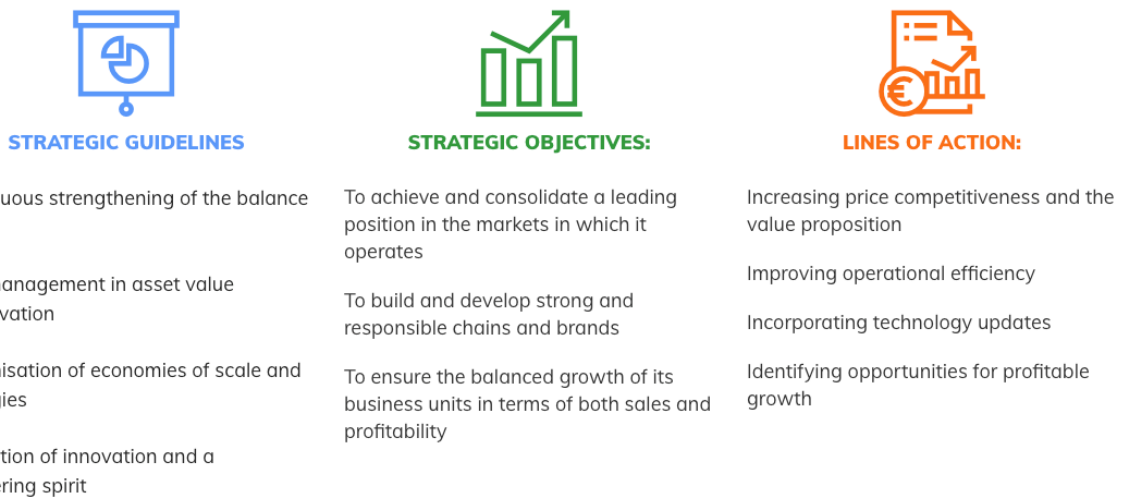 STRATEGIC GUIDELINES
uous strengthening of the balance
anagement in asset value
vation
isation of economies of scale and
gies
tion of innovation and a
ring spirit
STRATEGIC OBJECTIVES:
To achieve and consolidate a leading
position in the markets in which it
operates
To build and develop strong and
responsible chains and brands
To ensure the balanced growth of its
business units in terms of both sales and
profitability
LINES OF ACTION:
Increasing price competitiveness and the
value proposition
Improving operational efficiency
Incorporating technology updates
Identifying opportunities for profitable
growth